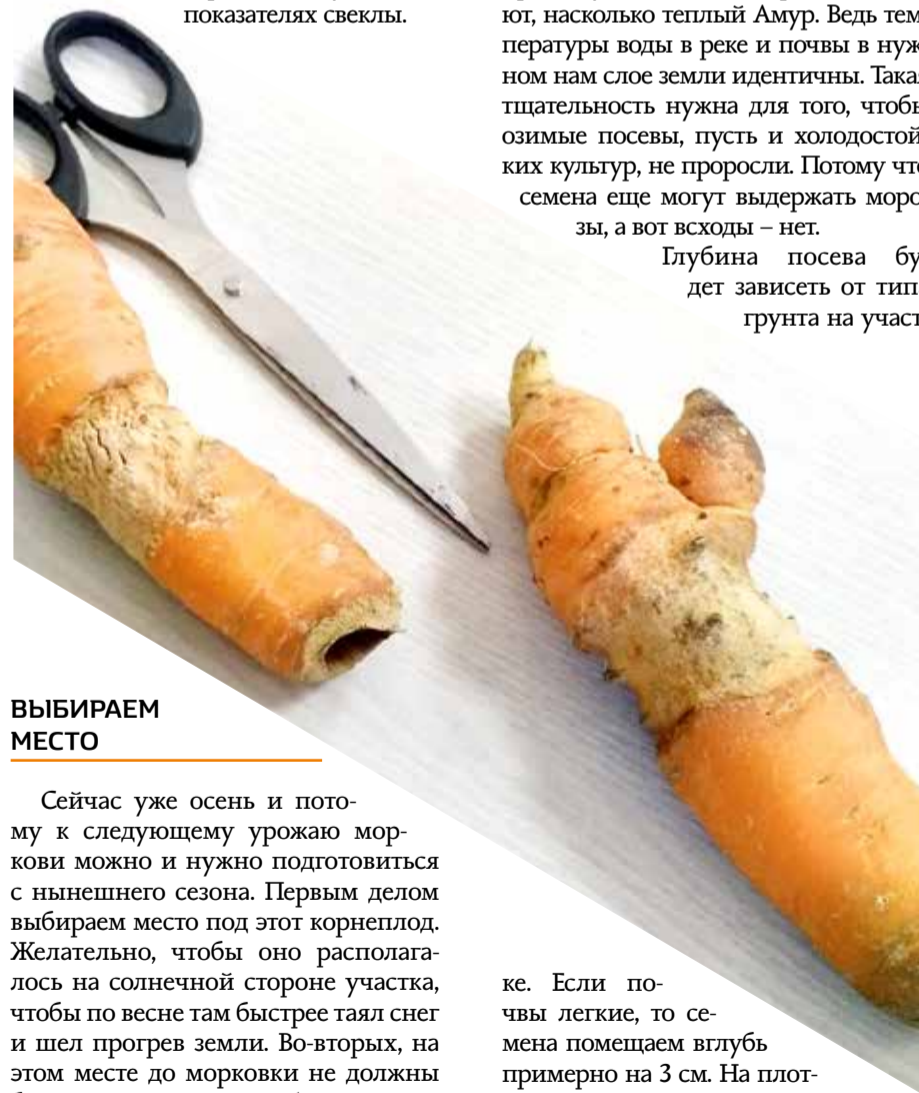 показателях свеклы.
ВЫБИРАЕМ
МЕСТО
Сейчас уже осень и пото-
му к следующему урожаю мор-
кови можно и нужно подготовиться
с нынешнего сезона. Первым делом
выбираем место под этот корнеплод.
Желательно, чтобы оно располага-
лось на солнечной стороне участка,
чтобы по весне там быстрее таял снег
и шел прогрев земли. Во-вторых, на
этом месте до морковки не должны
ют, насколько теплый Амур. Ведь тем
пературы воды в реке и почвы в нуж
ном нам слое земли идентичны. Така
тщательность нужна для того, чтобы
озимые посевы, пусть и холодостой
ких культур, не проросли. Потому что
семена еще могут выдержать моро
зы, а вот всходы – нет.
Глубина посева бу
дет зависеть от тип
грунта на участ
ке. Если по-
чвы легкие, то се-
мена помещаем вглубь
примерно на 3 см. На плот-